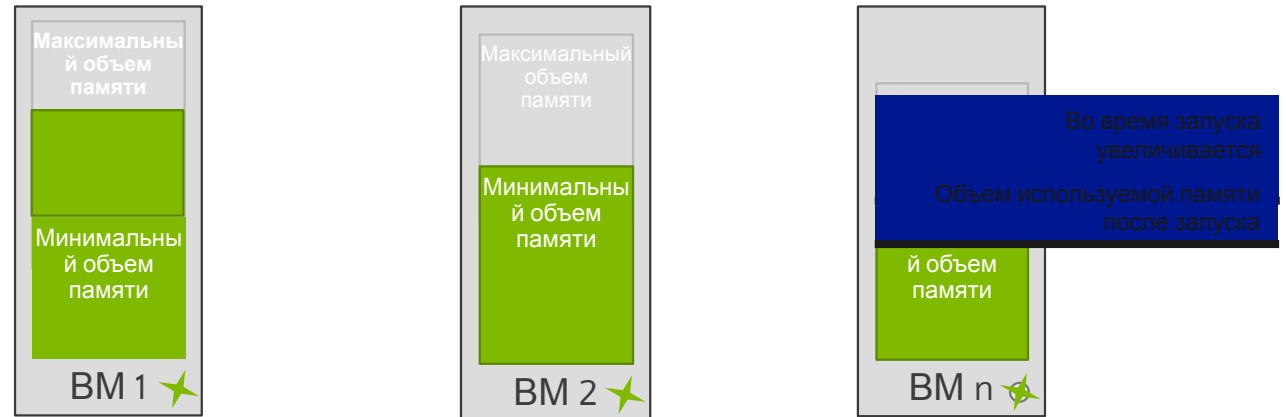 Максимальны
й объем
памяти
Минимальны
й объем
памяти
ВМ 1
Максимальный
объем
памяти
Минимальны
й объем
памяти
ВМ 2
Во время запуска
увеличивается
Объем используемой памяти
после запуска
й объем
памяти
ВМ n